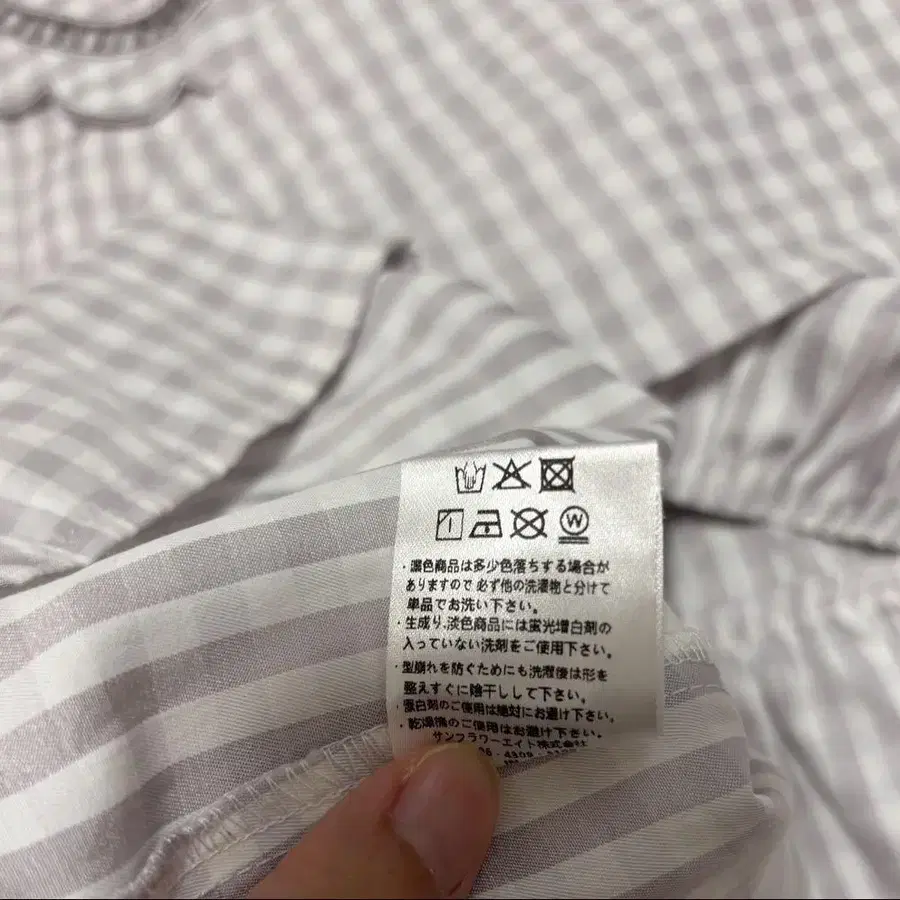 W
・濃色商品は多少色落ちする場合が
ありますので必ず他の洗濯物と分けて
単品でお洗い下さい。
・生成り、淡色商品には蛍光増白剤の
入っていない洗剤をご使用下さい。
・型崩れを防ぐためにも洗濯後は形を
整えすぐに陰干しして下さい。
・漂白剤のご使用は絶対にお避け下さい。
・乾燥機のご使用はお避け下さい。
サンフラワーエイト株式会社
4309